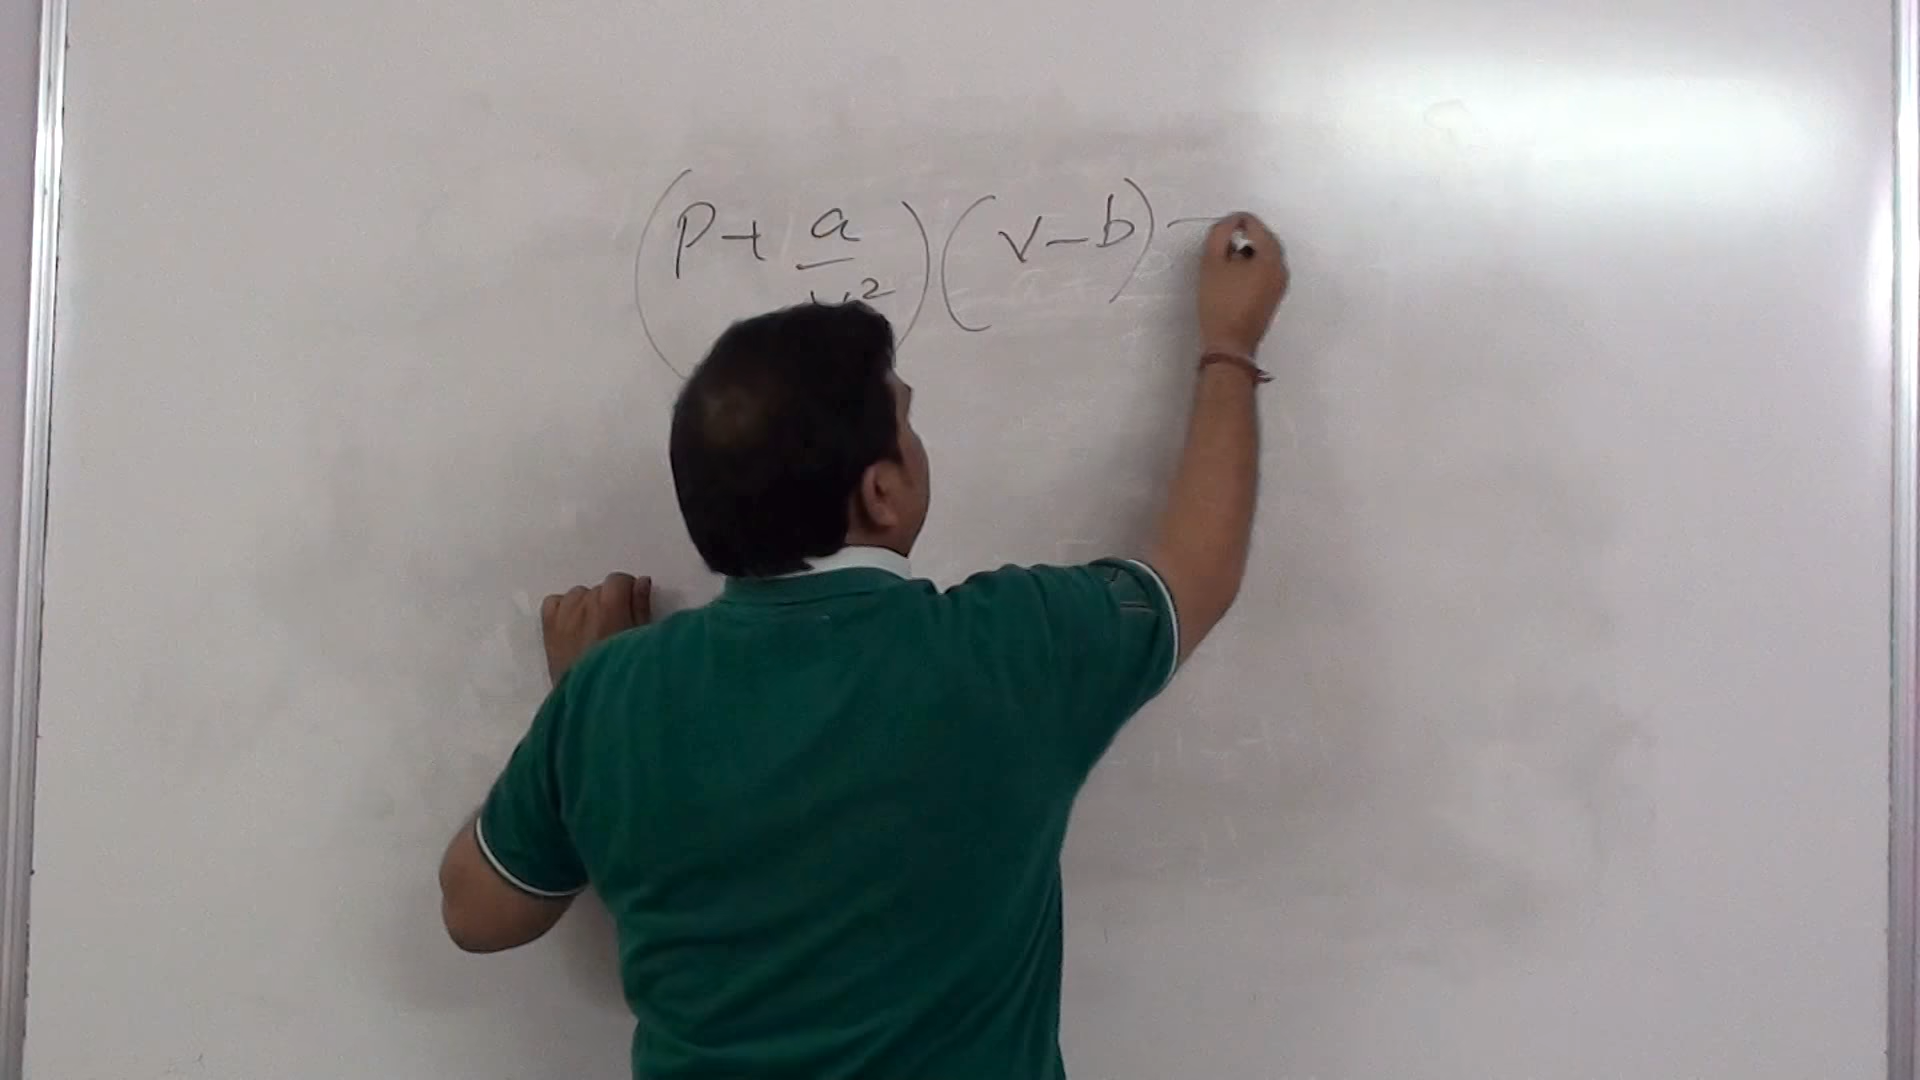 (P + a/v²) (v - b) -